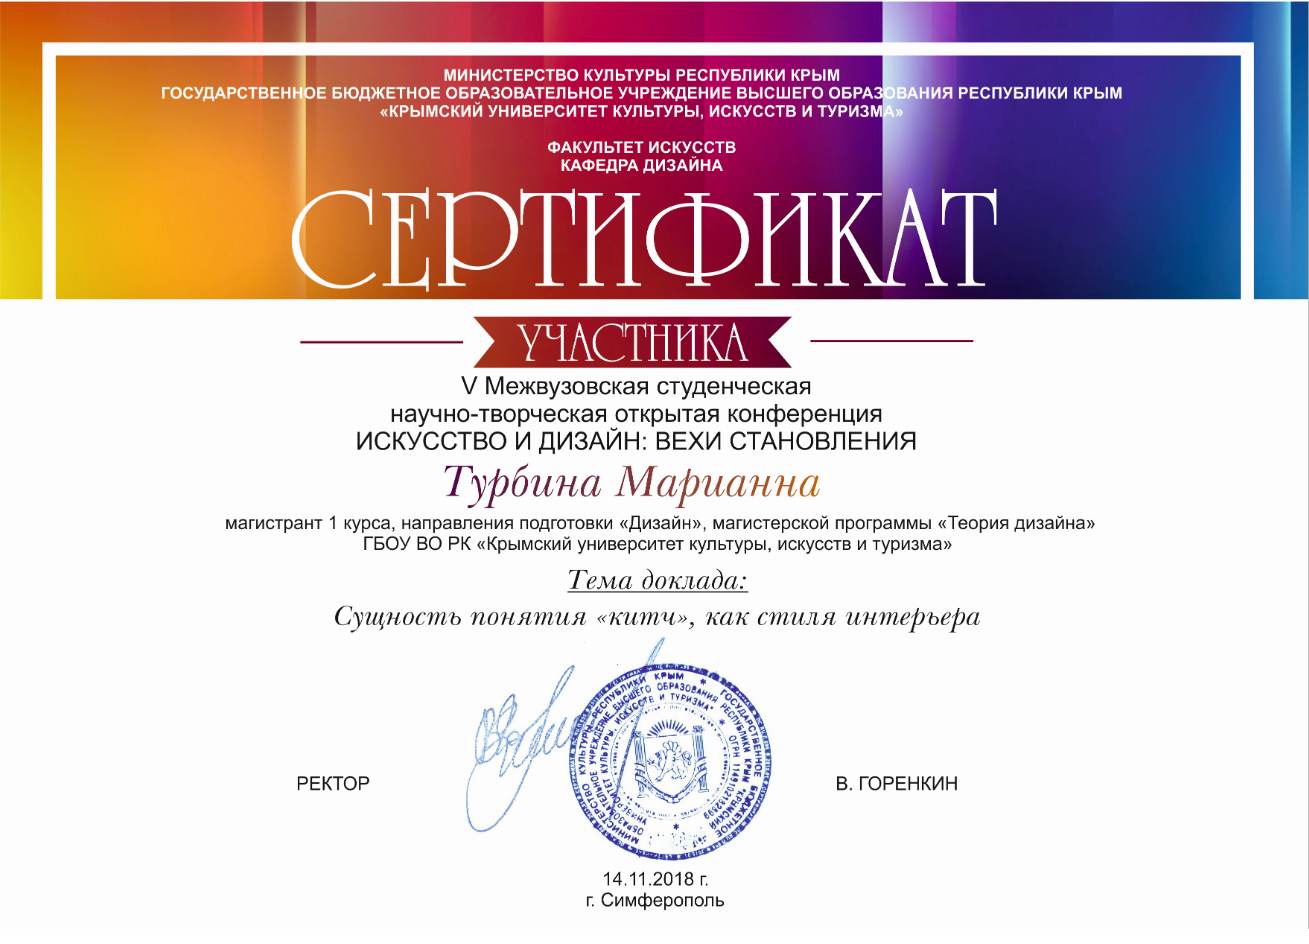 МИНИСТЕРСТВО КУЛЬТУРЫ РЕСПУБЛИКИ КРЫМ
ГОСУДАРСТВЕННОЕ БЮДЖЕТНОЕ ОБРАЗОВАТЕЛЬНОЕ УЧРЕЖДЕНИЕ ВЫСШЕГО ОБРАЗОВАНИЯ РЕСПУБЛИКИ КРЫМ
«КРЫМСКИЙ УНИВЕРСИТЕТ КУЛЬТУРЫ, ИСКУССТВ И ТУРИЗМА»
ФАКУЛЬТЕТ ИСКУССТВ
КАФЕДРА ДИЗАЙНА
СЕРТИФИКАТ
УЧАСТНИКА
V Межвузовская студенческая
научно-творческая открытая конференция
ИСКУССТВО И ДИЗАЙН: ВЕХИ СТАНОВЛЕНИЯ
Турбина Марианна
магистрант 1 курса, направления подготовки «Дизайн», магистерской программы «Теория дизайна»
ГБОУ ВО РК «Крымский университет культуры, искусств и туризма»
Тема доклада:
Сущность понятия «китч», как стиля интерьера
МИНИСТЕРСТВО КУЛЬТУРЫ РЕСПУБЛИКИ КРЫМ * ГОСУДАРСТВЕННОЕ БЮДЖЕТНОЕ
ОБРАЗОВАТЕЛЬНОЕ УЧРЕЖДЕНИЕ ВЫСШЕГО ОБРАЗОВАНИЯ РЕСПУБЛИКИ КРЫМ "КРЫМСКИЙ
УНИВЕРСИТЕТ КУЛЬТУРЫ, ИСКУССТВ И ТУРИЗМА" * ОГРН 1149102182599
РЕКТОР
В. ГОРЕНКИН
14.11.2018 г.
г. Симферополь